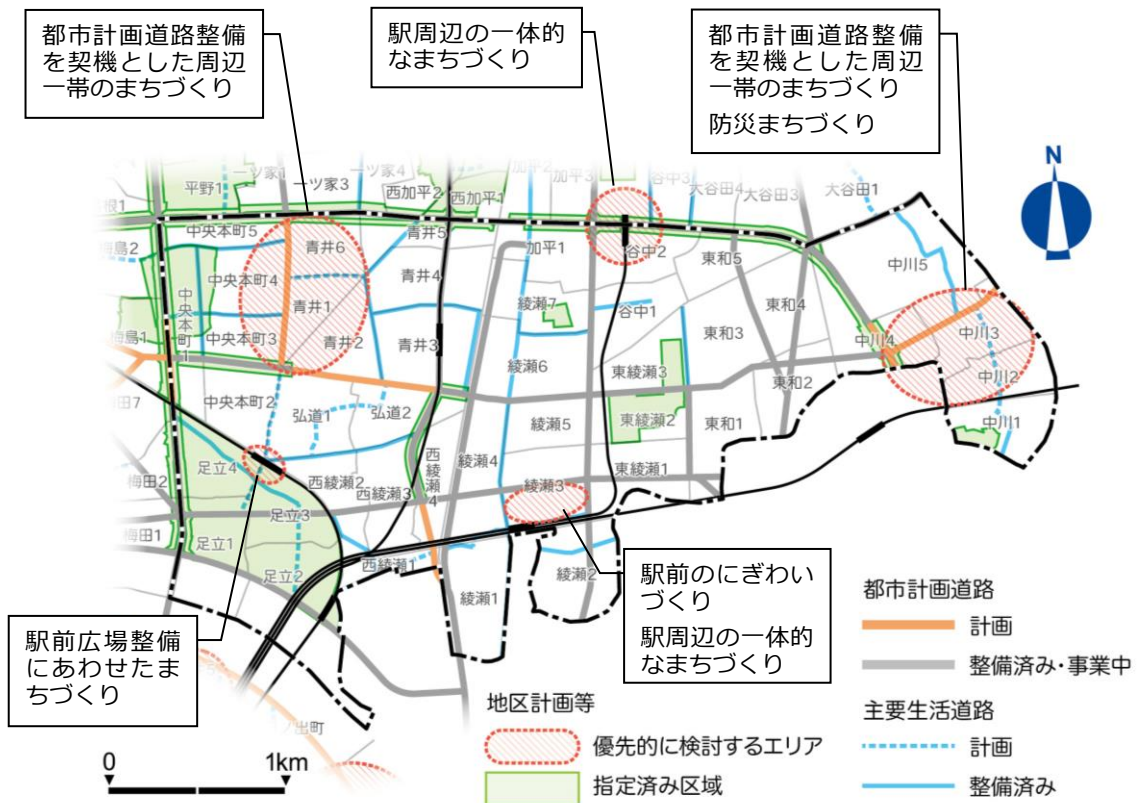 都市計画道路整備
を契機とした周辺
一帯のまちづくり
駅周辺の一体的
なまちづくり
都市計画道路整備
を契機とした周辺
一帯のまちづくり
防災まちづくり
N
平野1
一ツ家1
一ツ家3
一ツ家4
西加平2
西加平1
加平2
加平3
谷中3
大谷田4
大谷田3
大谷田1
中央本町5
青井6
青井5
加平1
谷中2
東和5
中川5
梅島2
中央本町4
青井4
中央本町1
青井1
綾瀬7
谷中1
東和4
中川3
梅島1
中央本町3
青井2
青井3
東和3
中川4
綾瀬6
東綾瀬3
中川2
中央本町2
弘道1
弘道2
東和2
綾瀬5
東綾瀬2
東和1
中川1
足立4
西綾瀬2
西綾瀬3
西綾瀬4
綾瀬4
綾瀬3
東綾瀬1
梅田2
足立3
梅田1
足立1
足立2
西綾瀬1
綾瀬2
綾瀬1
駅前のにぎわい
づくり
駅周辺の一体的
なまちづくり
駅前広場整備
にあわせたま
ちづくり
都市計画道路
計画
整備済み・事業中
主要生活道路
計画
整備済み
地区計画等
優先的に検討するエリア
指定済み区域
0
1km